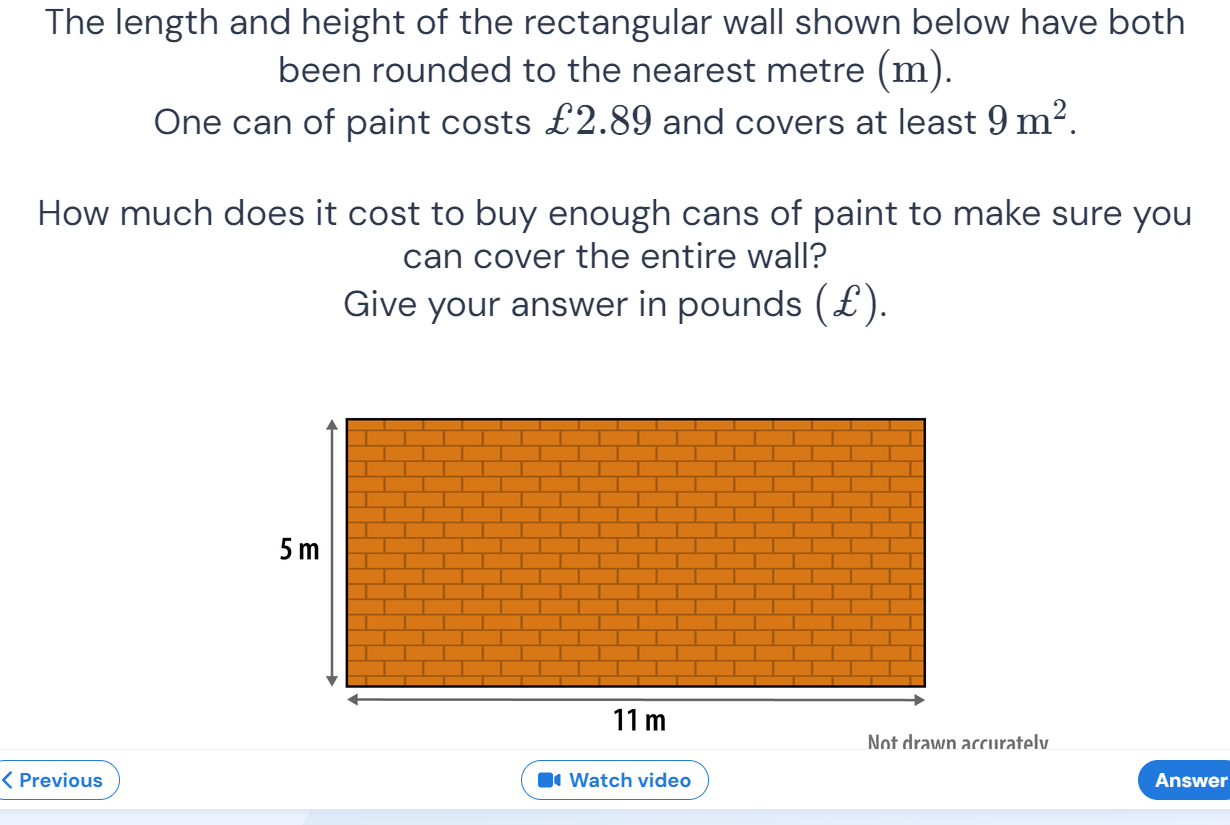 The length and height of the rectangular wall shown below have both
been rounded to the nearest metre (m).
One can of paint costs £2.89 and covers at least 9 m².
How much does it cost to buy enough cans of paint to make sure you
can cover the entire wall?
Give your answer in pounds (£).
5 m
11 m
Not drawn accurately
Previous
Watch video
Answer